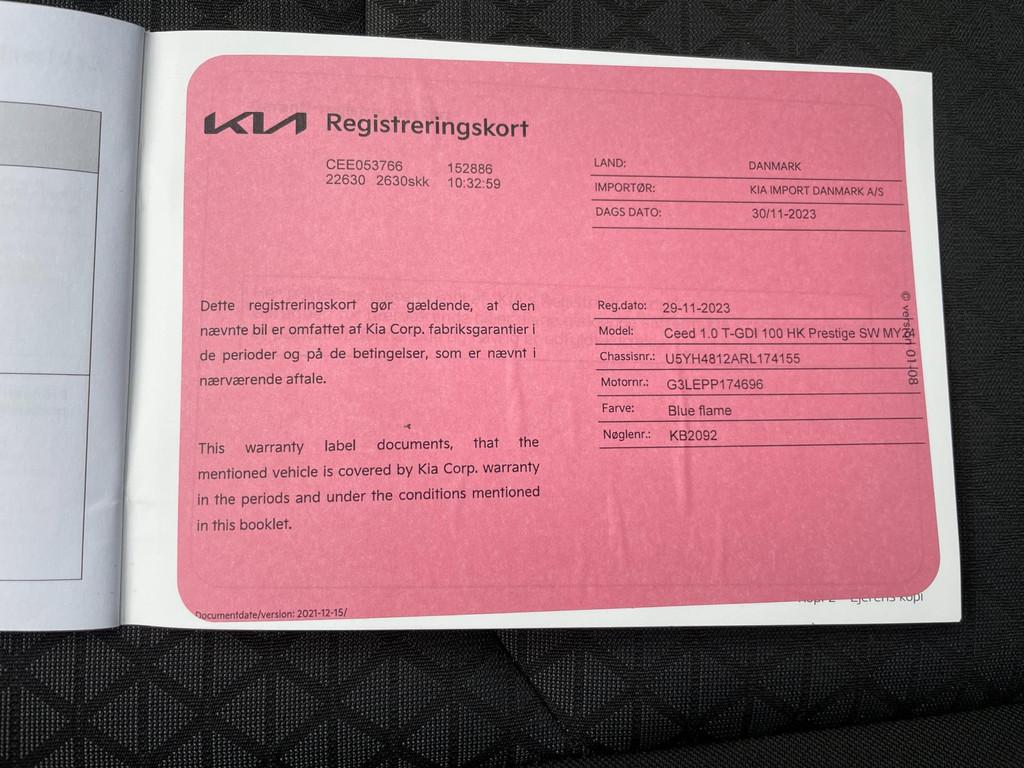 KIA Registreringskort
CEE053766 152886
22630 2630skk 10:32:59
LAND: DANMARK
IMPORTØR: KIA IMPORT DANMARK A/S
DAGS DATO: 30/11-2023
Dette registreringskort gør gældende, at den
nævnte bil er omfattet af Kia Corp. fabriksgarantier i
de perioder og på de betingelser, som er nævnt i
nærværende aftale.
This warranty label documents, that the
mentioned vehicle is covered by Kia Corp. warranty
in the periods and under the conditions mentioned
in this booklet.
Reg.dato: 29-11-2023
Model: Ceed 1.0 T-GDI 100 HK Prestige SW MY24
Chassisnr.: U5YH4812ARL174155
Motornr.: G3LEPP174696
Farve: Blue flame
Nøglenr.: KB2092
© version 01-08
Documentdate/version: 2021-12-15/
Kopi 2 - Ejerens kopi